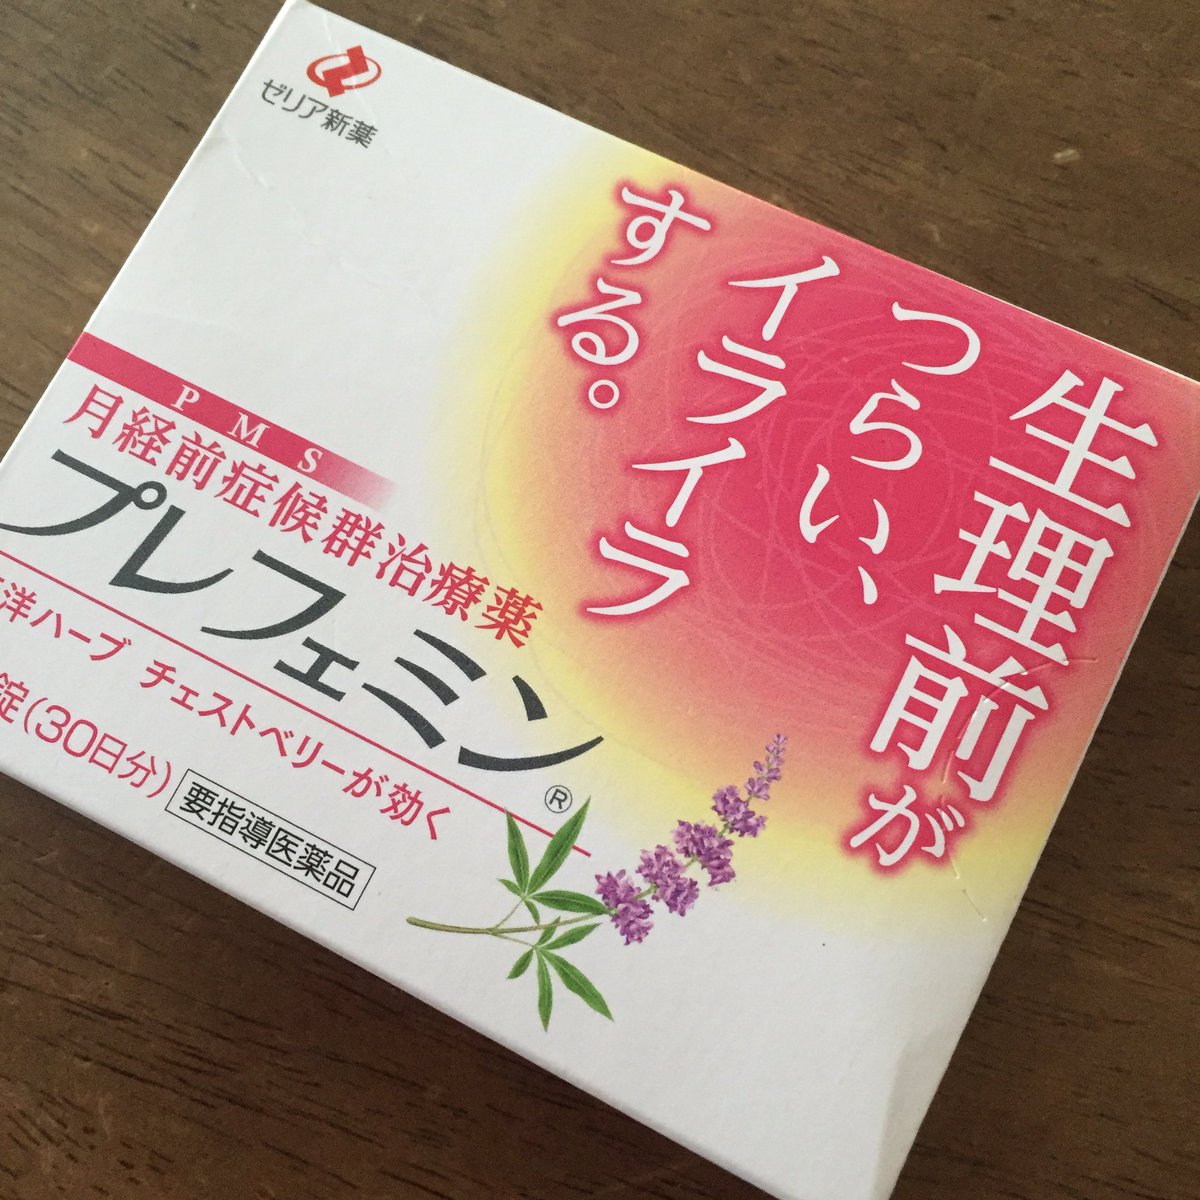 ゼリア新薬
生理前が
つらい、
イライラ
する。
PMS
月経前症候群治療薬
プレフェミン®
洋ハーブ チェストベリーが効く
錠(30日分)
要指導医薬品